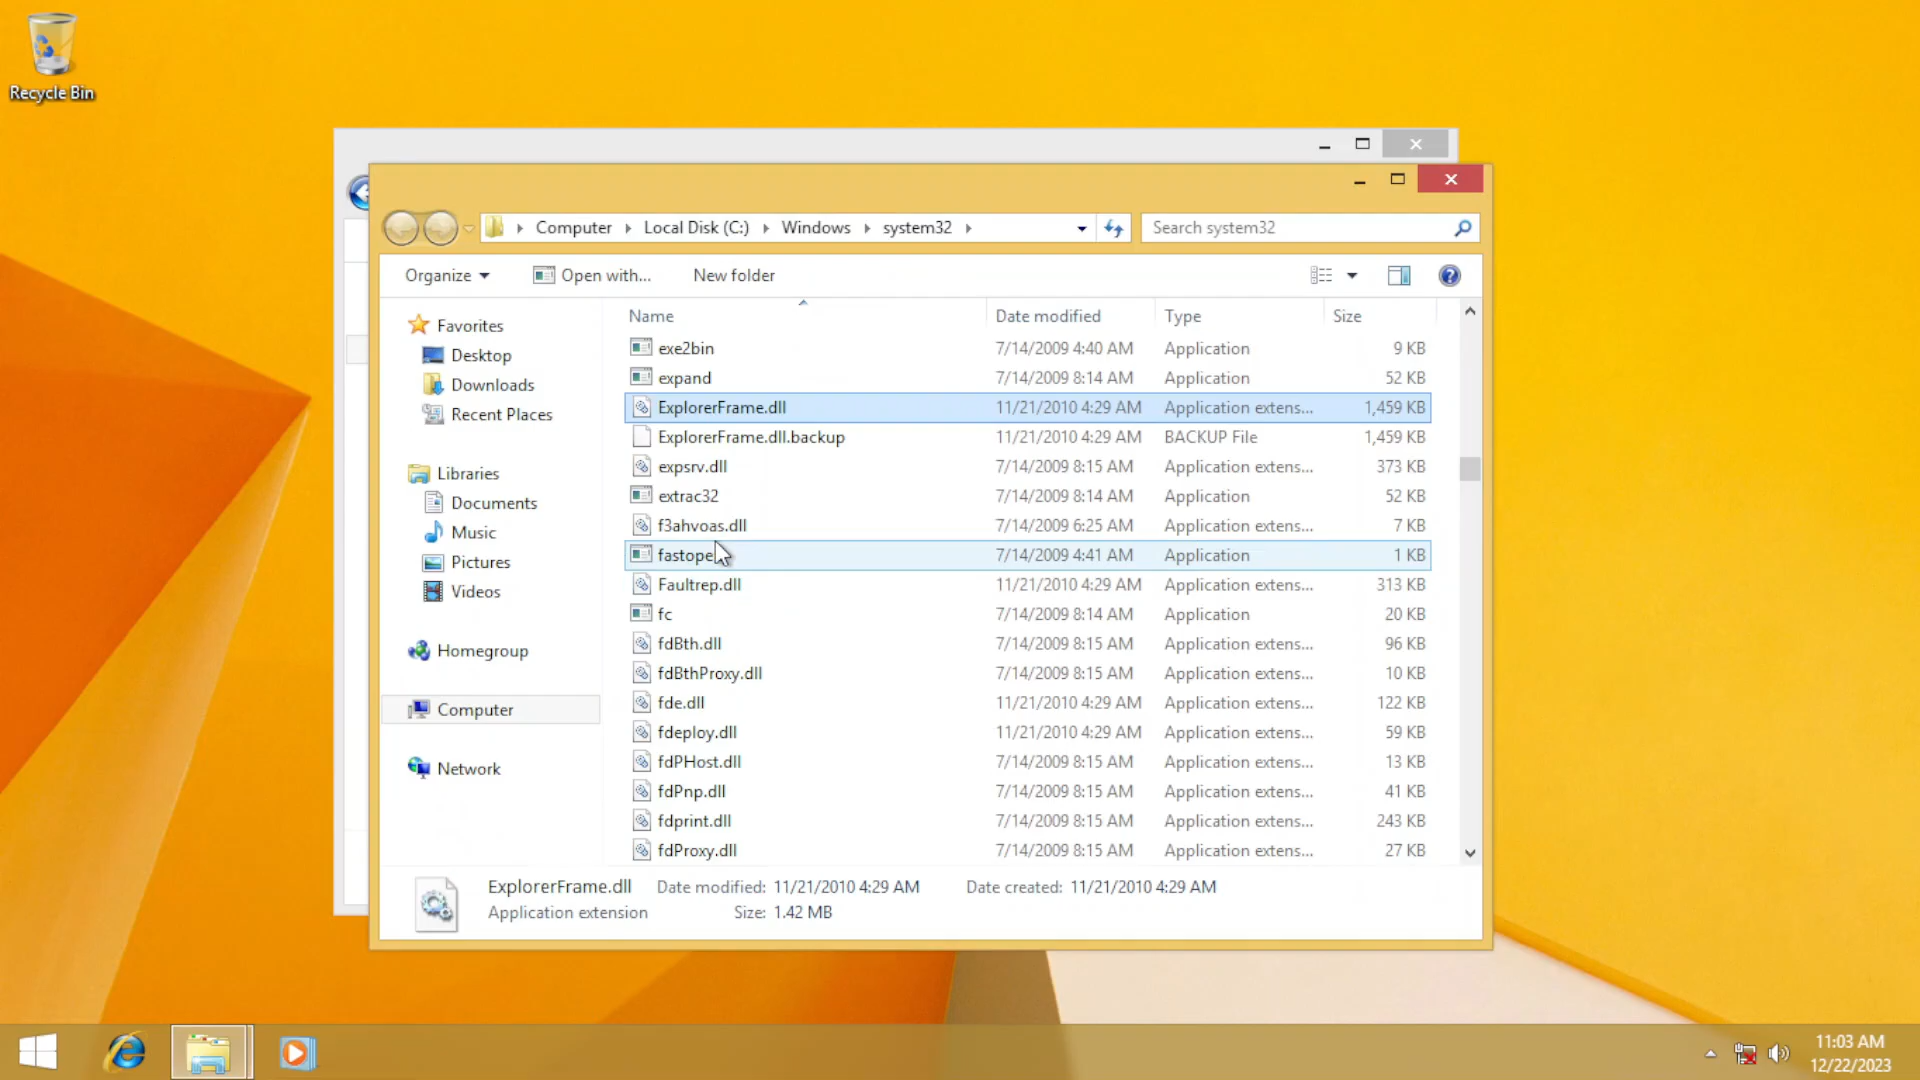 Recycle Bin
Computer Local Disk (C:) Windows system32 Search system32
Organize Open with... New folder
Favorites
Desktop
Downloads
Recent Places
Libraries
Documents
Music
Pictures
Videos
Homegroup
Computer
Network
Name Date modified Type Size
exe2bin 7/14/2009 4:40 AM Application 9 KB
expand 7/14/2009 8:14 AM Application 52 KB
ExplorerFrame.dll 11/21/2010 4:29 AM Application extens... 1,459 KB
ExplorerFrame.dll.backup 11/21/2010 4:29 AM BACKUP File 1,459 KB
expsrv.dll 7/14/2009 8:15 AM Application extens... 373 KB
extrac32 7/14/2009 8:14 AM Application 52 KB
f3ahvoas.dll 7/14/2009 6:25 AM Application extens... 7 KB
fastope 7/14/2009 4:41 AM Application 1 KB
Faultrep.dll 11/21/2010 4:29 AM Application extens... 313 KB
fc 7/14/2009 8:14 AM Application 20 KB
fdBth.dll 7/14/2009 8:15 AM Application extens... 96 KB
fdBthProxy.dll 7/14/2009 8:15 AM Application extens... 10 KB
fde.dll 11/21/2010 4:29 AM Application extens... 122 KB
fdeploy.dll 11/21/2010 4:29 AM Application extens... 59 KB
fdPHost.dll 7/14/2009 8:15 AM Application extens... 13 KB
fdPnp.dll 7/14/2009 8:15 AM Application extens... 41 KB
fdprint.dll 7/14/2009 8:15 AM Application extens... 243 KB
fdProxy.dll 7/14/2009 8:15 AM Application extens... 27 KB
ExplorerFrame.dll Date modified: 11/21/2010 4:29 AM Date created: 11/21/2010 4:29 AM
Application extension Size: 1.42 MB
11:03 AM
12/22/2023